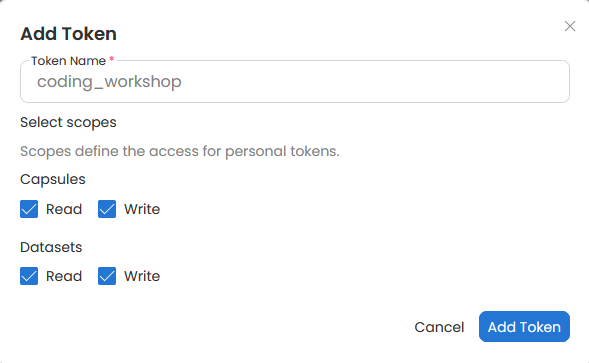 Add Token
Token Name *
coding_workshop
Select scopes
Scopes define the access for personal tokens.
Capsules
Read Write
Datasets
Read Write
Cancel Add Token